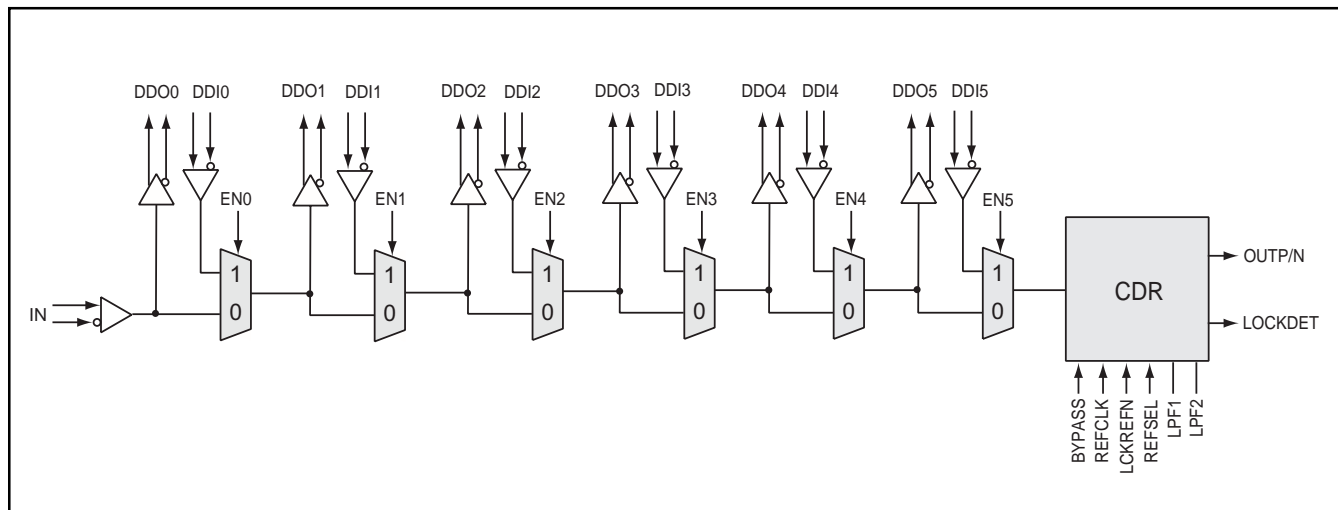 DDO0 DDI0 DDO1 DDI1 DDO2 DDI2 DDO3 DDI3 DDO4 DDI4 DDO5 DDI5
EN0 EN1 EN2 EN3 EN4 EN5
1 1 1 1 1 1
0 0 0 0 0 0
IN
CDR
OUTP/N
LOCKDET
BYPASS
REFCLK
LCKREFN
REFSEL
LPF1
LPF2